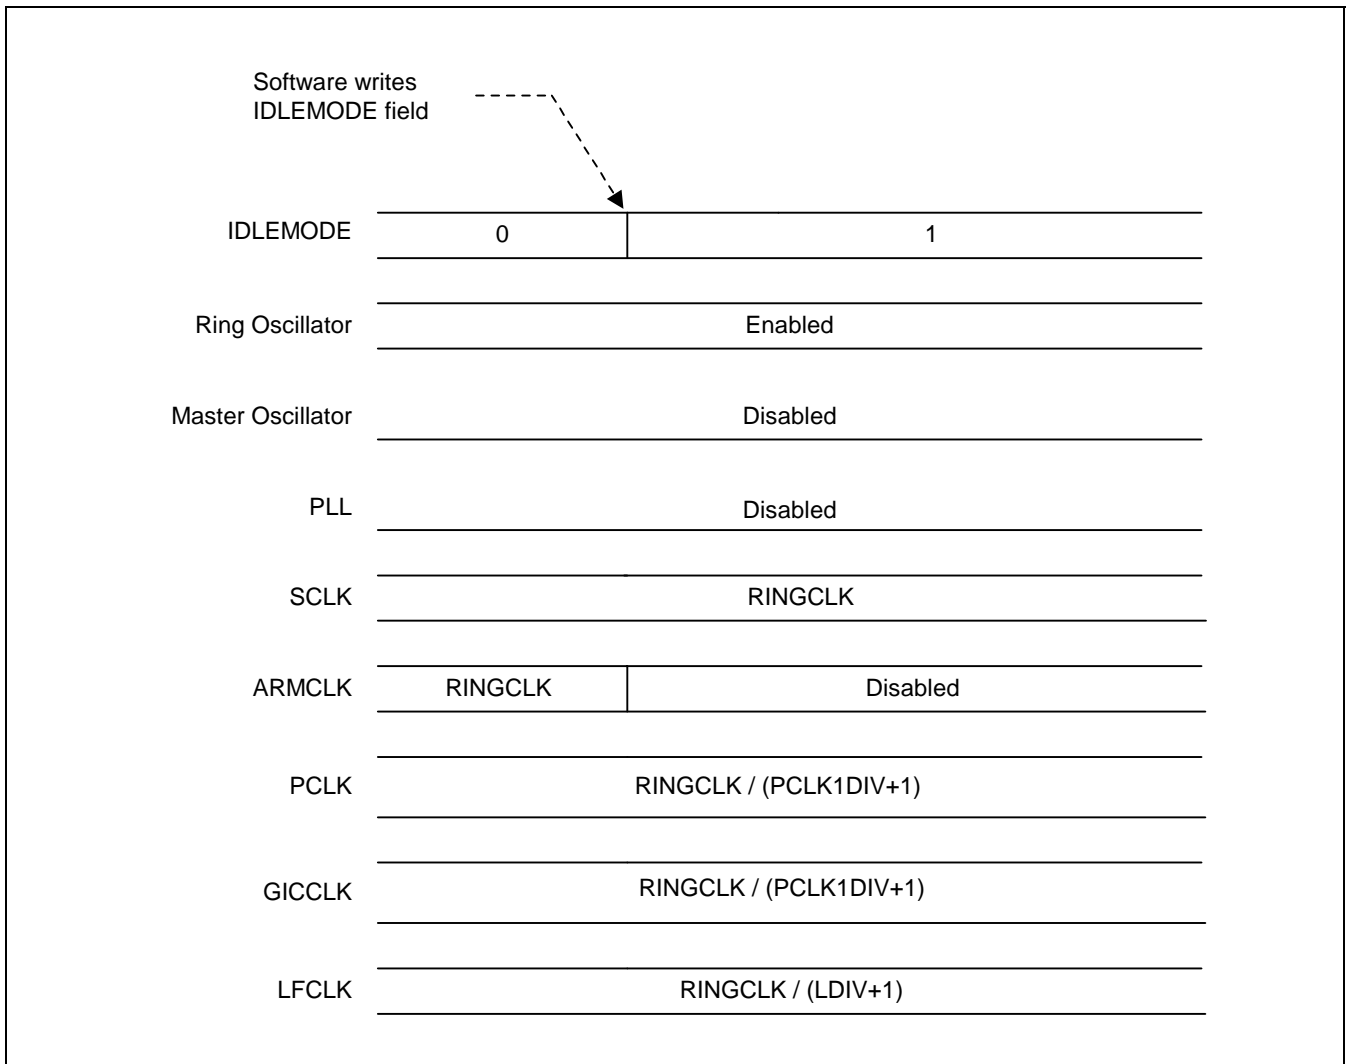 Software writes
IDLEMODE field
IDLEMODE 0 1
Ring Oscillator Enabled
Master Oscillator Disabled
PLL Disabled
SCLK RINGCLK
ARMCLK RINGCLK Disabled
PCLK RINGCLK / (PCLK1DIV+1)
GICCLK RINGCLK / (PCLK1DIV+1)
LFCLK RINGCLK / (LDIV+1)